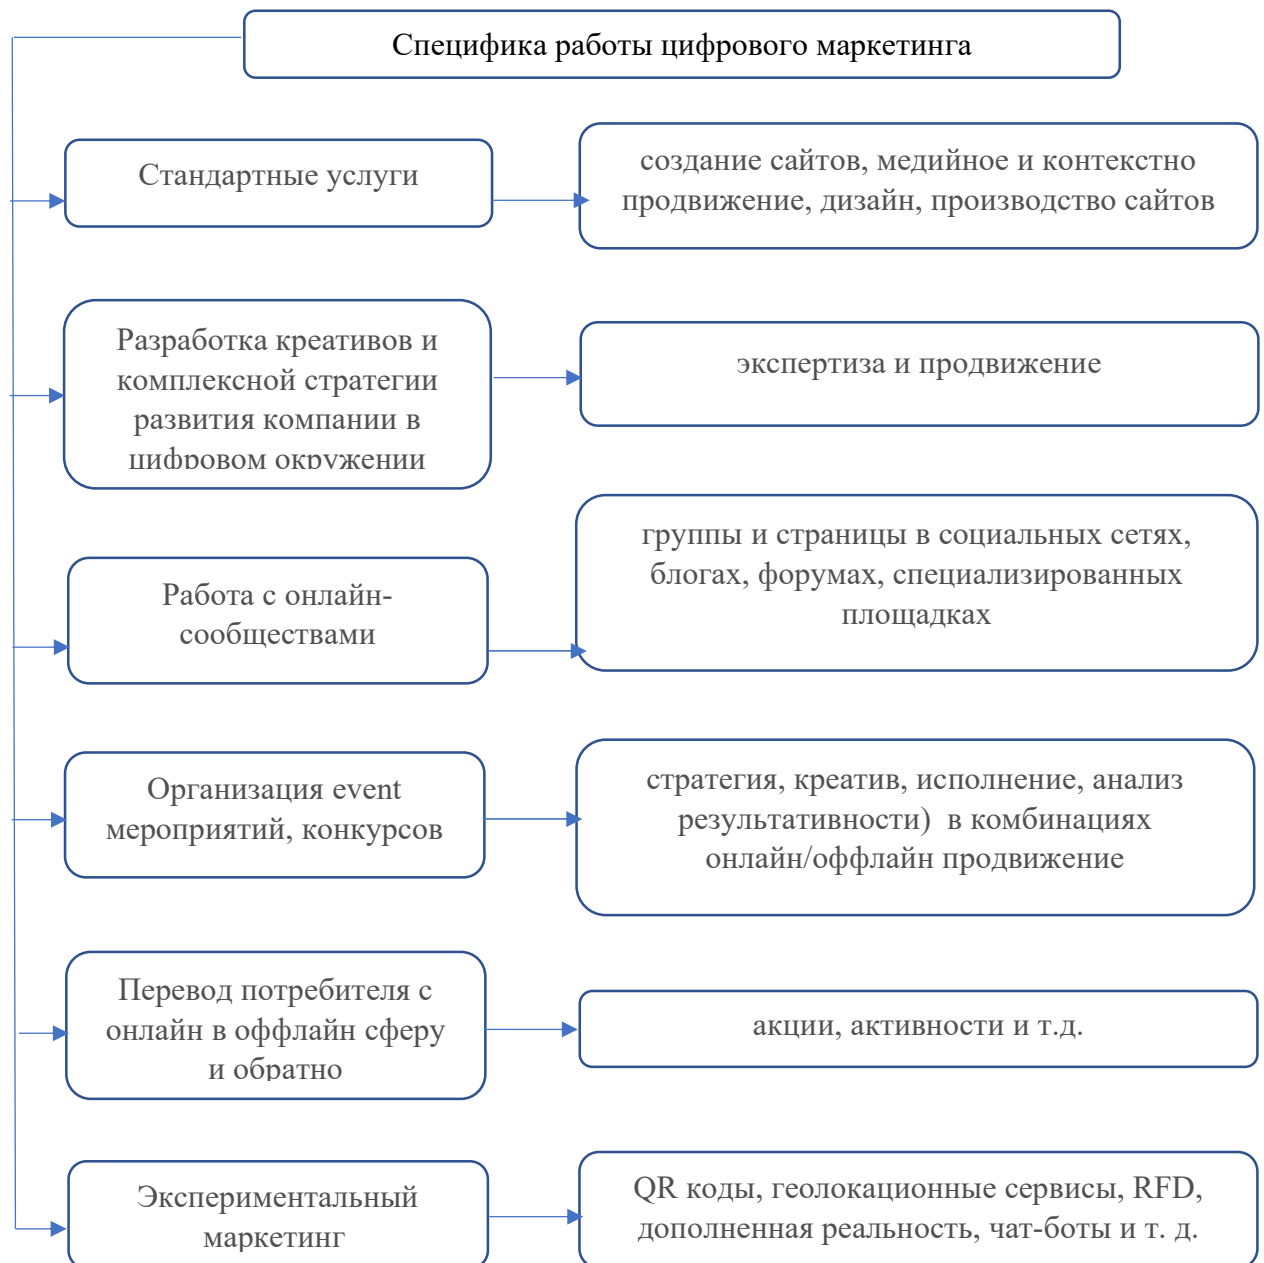 Специфика работы цифрового маркетинга
Стандартные услуги
создание сайтов, медийное и контекстно
продвижение, дизайн, производство сайтов
Разработка креативов и
комплексной стратегии
развития компании в
цифровом окружении
экспертиза и продвижение
Работа с онлайн-
сообществами
группы и страницы в социальных сетях,
блогах, форумах, специализированных
площадках
Организация event
мероприятий, конкурсов
стратегия, креатив, исполнение, анализ
результативности)  в комбинациях
онлайн/оффлайн продвижение
Перевод потребителя с
онлайн в оффлайн сферу
и обратно
акции, активности и т.д.
Экспериментальный
маркетинг
QR коды, геолокационные сервисы, RFD,
дополненная реальность, чат-боты и т. д.